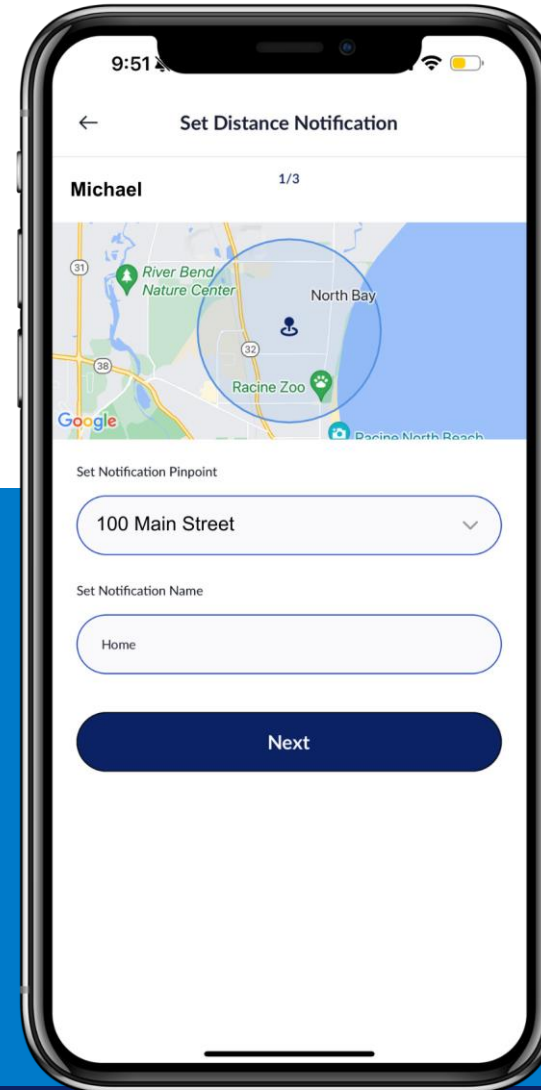 9:51
Set Distance Notification
Michael
1/3
31
River Bend
Nature Center
North Bay
32
38
Racine Zoo
Google
Racine North Beach
Set Notification Pinpoint
100 Main Street
Set Notification Name
Home
Next